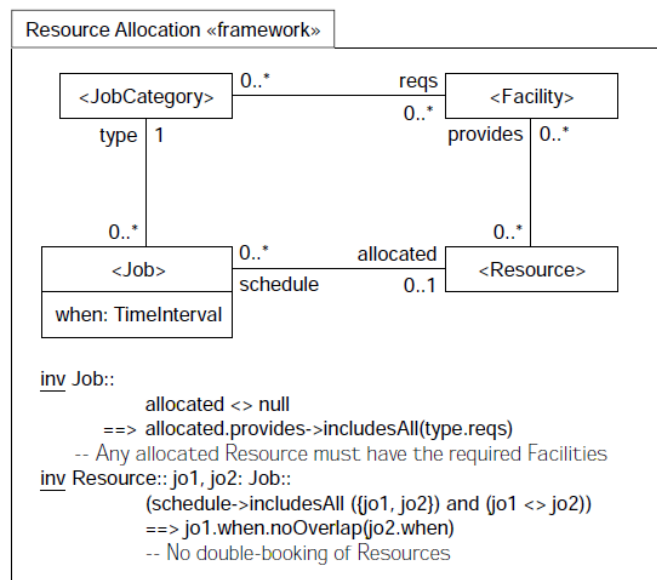 Resource Allocation «framework»
<JobCategory>
0..*
reqs
0..*
<Facility>
type
1
provides
0..*
0..*
0..*
<Job>
when: TimeInterval
0..*
schedule
allocated
0..1
<Resource>
inv Job::
allocated <> null
==> allocated.provides->includesAll(type.reqs)
-- Any allocated Resource must have the required Facilities
inv Resource:: jo1, jo2: Job::
(schedule->includesAll ({jo1, jo2}) and (jo1 <> jo2))
==> jo1.when.noOverlap(jo2.when)
-- No double-booking of Resources